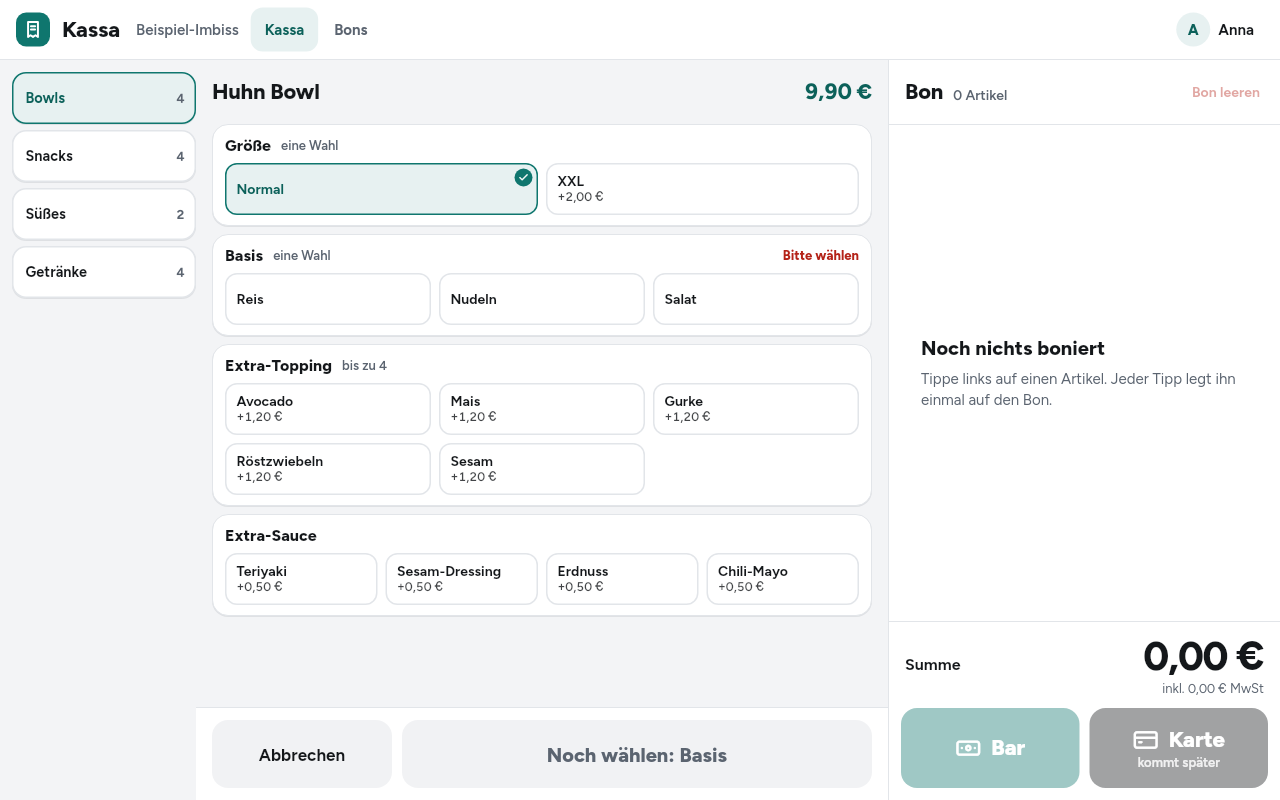 Kassa
Beispiel-Imbiss
Kassa
Bons
A
Anna
Bowls 4
Snacks 4
Süßes 2
Getränke 4
Huhn Bowl 9,90 €
Größe eine Wahl
Normal
XXL
+2,00 €
Basis eine Wahl Bitte wählen
Reis
Nudeln
Salat
Extra-Topping bis zu 4
Avocado
+1,20 €
Mais
+1,20 €
Gurke
+1,20 €
Röstzwiebeln
+1,20 €
Sesam
+1,20 €
Extra-Sauce
Teriyaki
+0,50 €
Sesam-Dressing
+0,50 €
Erdnuss
+0,50 €
Chili-Mayo
+0,50 €
Abbrechen
Noch wählen: Basis
Bon 0 Artikel Bon leeren
Noch nichts boniert
Tippe links auf einen Artikel. Jeder Tipp legt ihn
einmal auf den Bon.
Summe 0,00 €
inkl. 0,00 € MwSt
Bar
Karte
kommt später